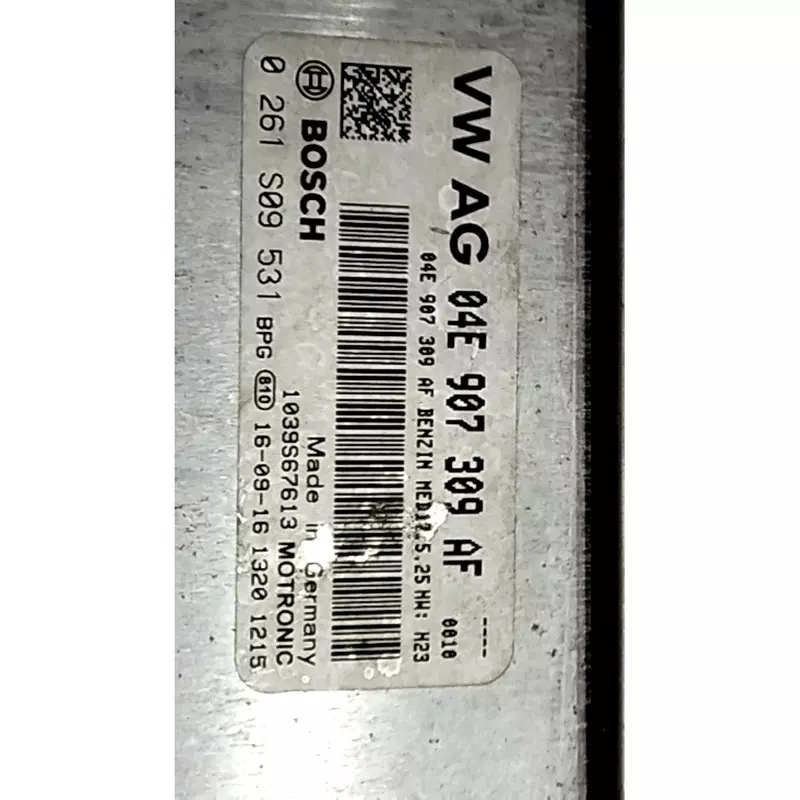 VW AG 04E 907 309 AF ----
04E 907 309 AF BENZIN MED17.5.25 HW: H23 0010
BOSCH
Made in Germany
1039S67613 MOTRONIC
0 261 S09 531 BPG 810 16-09-16 1320 1215